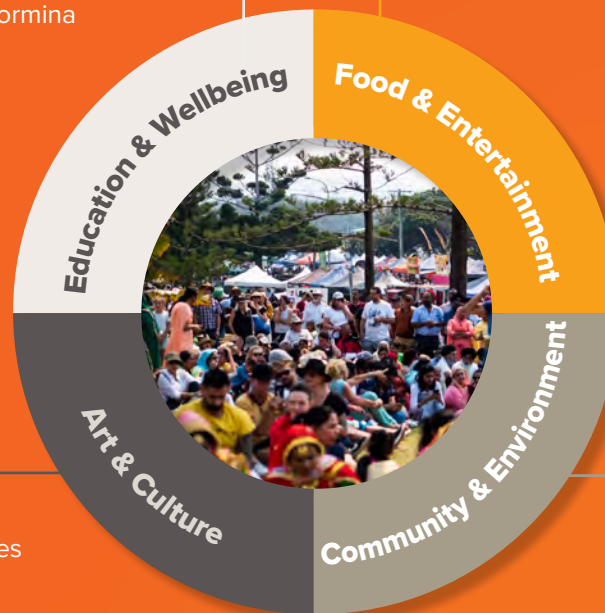 ormina
Education & Wellbeing
Food & Entertainment
Art & Culture
Community & Environment
es